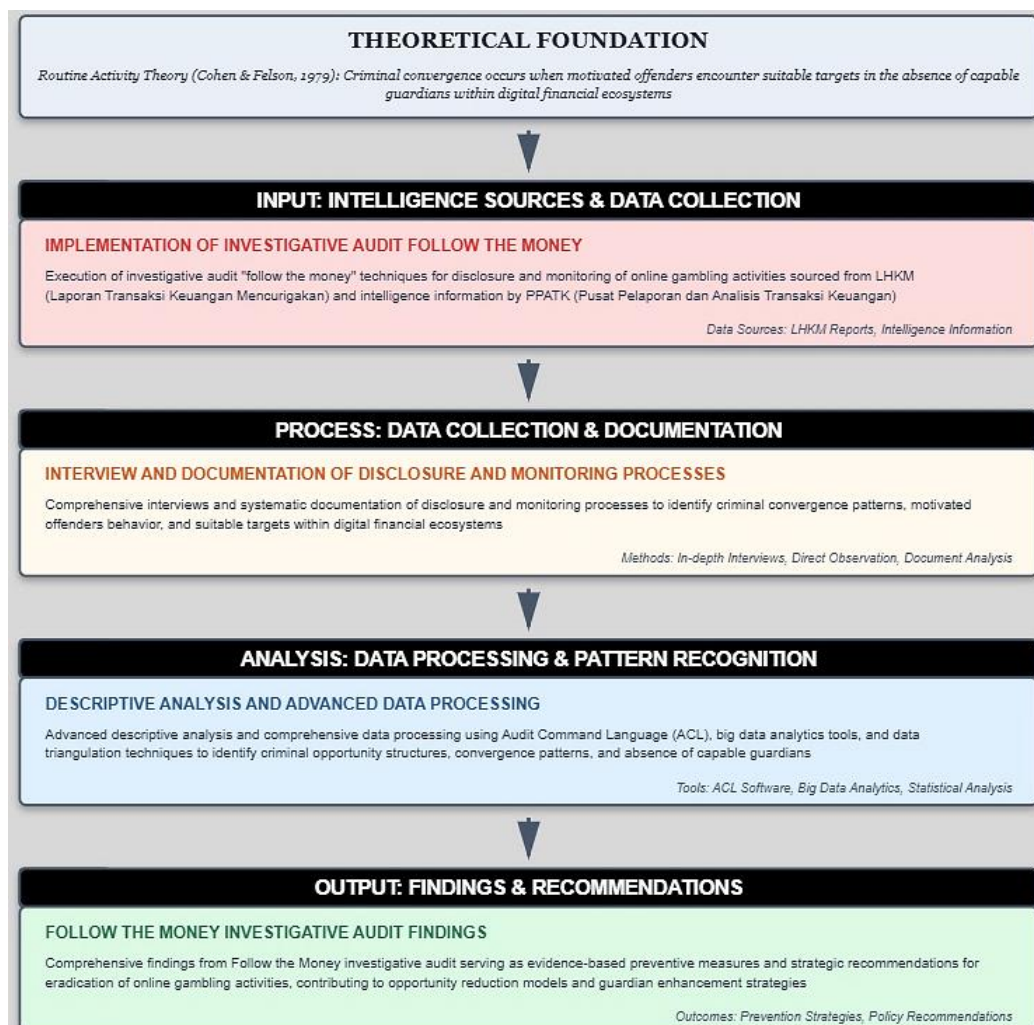 THEORETICAL FOUNDATION
Routine Activity Theory (Cohen & Felson, 1979): Criminal convergence occurs when motivated offenders encounter suitable targets in the absence of capable
guardians within digital financial ecosystems
INPUT: INTELLIGENCE SOURCES & DATA COLLECTION
IMPLEMENTATION OF INVESTIGATIVE AUDIT FOLLOW THE MONEY
Execution of investigative audit "follow the money" techniques for disclosure and monitoring of online gambling activities sourced from LHKM
(Laporan Transaksi Keuangan Mencurigakan) and intelligence information by PPATK (Pusat Pelaporan dan Analisis Transaksi Keuangan)
Data Sources: LHKM Reports, Intelligence Information
PROCESS: DATA COLLECTION & DOCUMENTATION
INTERVIEW AND DOCUMENTATION OF DISCLOSURE AND MONITORING PROCESSES
Comprehensive interviews and systematic documentation of disclosure and monitoring processes to identify criminal convergence patterns, motivated
offenders behavior, and suitable targets within digital financial ecosystems
Methods: In-depth Interviews, Direct Observation, Document Analysis
ANALYSIS: DATA PROCESSING & PATTERN RECOGNITION
DESCRIPTIVE ANALYSIS AND ADVANCED DATA PROCESSING
Advanced descriptive analysis and comprehensive data processing using Audit Command Language (ACL), big data analytics tools, and data
triangulation techniques to identify criminal opportunity structures, convergence patterns, and absence of capable guardians
Tools: ACL Software, Big Data Analytics, Statistical Analysis
OUTPUT: FINDINGS & RECOMMENDATIONS
FOLLOW THE MONEY INVESTIGATIVE AUDIT FINDINGS
Comprehensive findings from Follow the Money investigative audit serving as evidence-based preventive measures and strategic recommendations for
eradication of online gambling activities, contributing to opportunity reduction models and guardian enhancement strategies
Outcomes: Prevention Strategies, Policy Recommendations